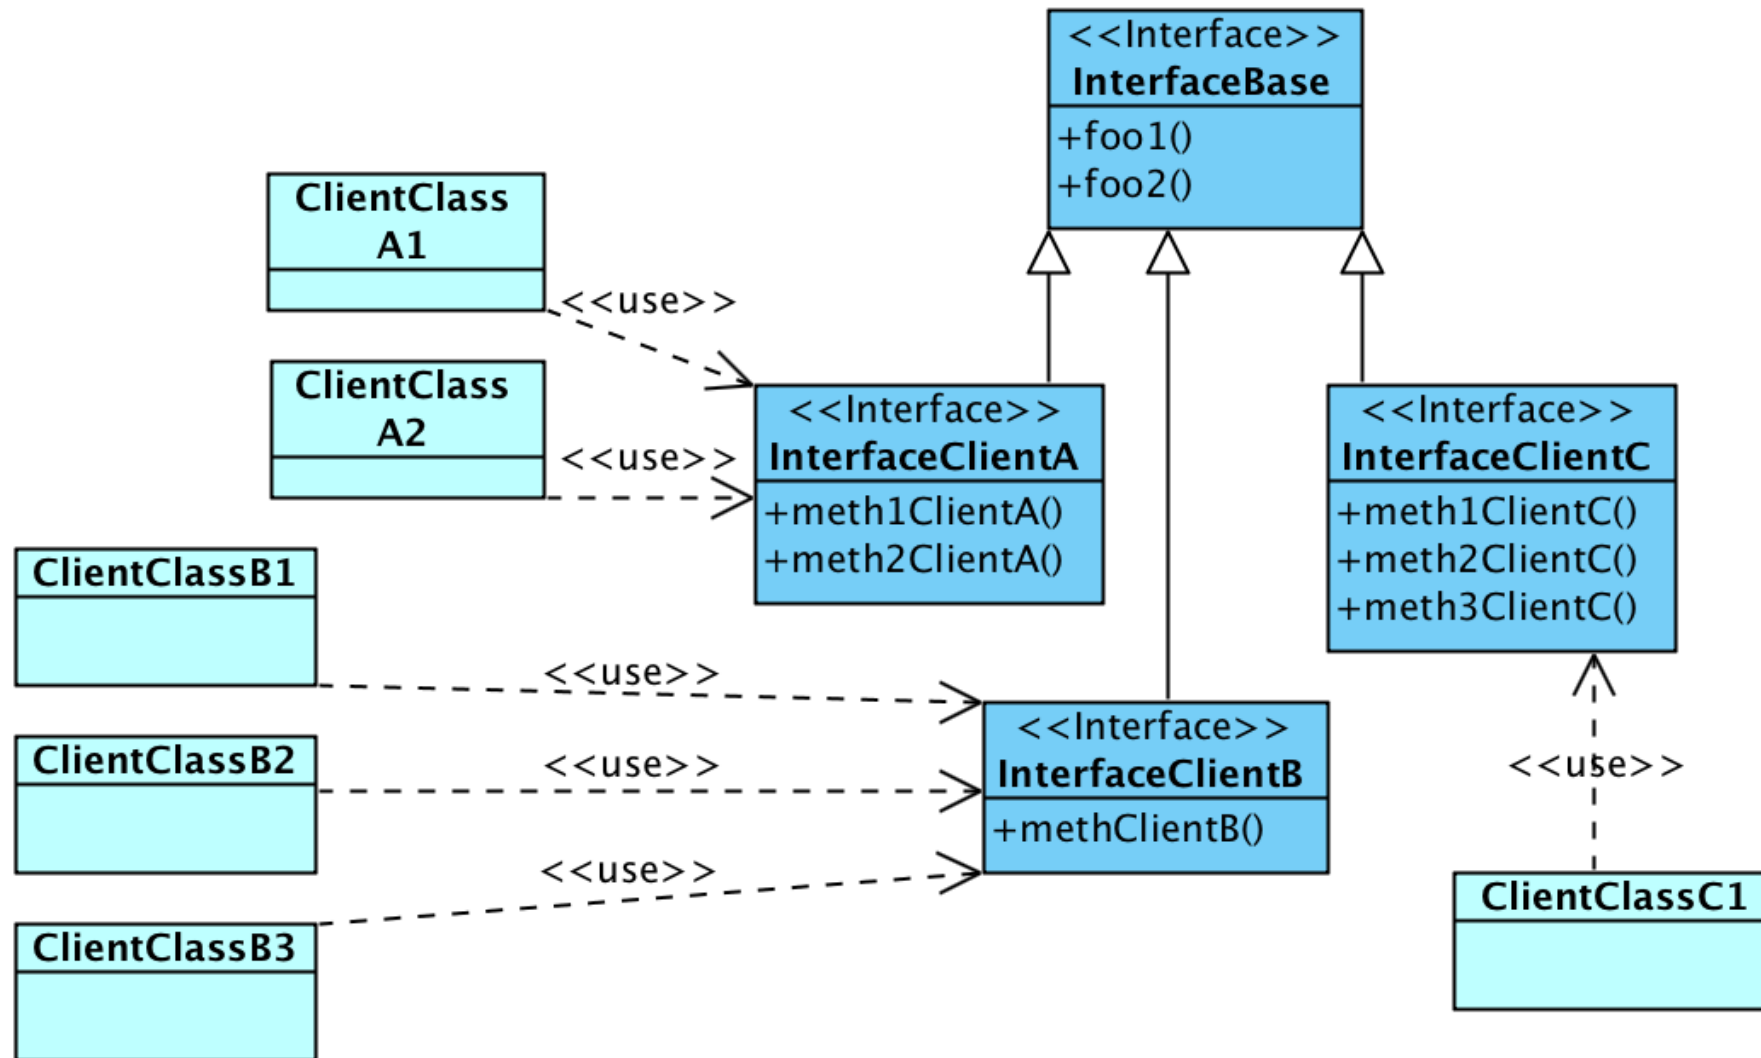 <<Interface>>
InterfaceBase
+foo1()
+foo2()
ClientClass
A1
<<use>>
ClientClass
A2
<<use>>
<<Interface>>
InterfaceClientA
+meth1ClientA()
+meth2ClientA()
<<Interface>>
InterfaceClientC
+meth1ClientC()
+meth2ClientC()
+meth3ClientC()
ClientClassB1
<<use>>
ClientClassB2
<<use>>
ClientClassB3
<<use>>
<<Interface>>
InterfaceClientB
+methClientB()
<<use>>
ClientClassC1